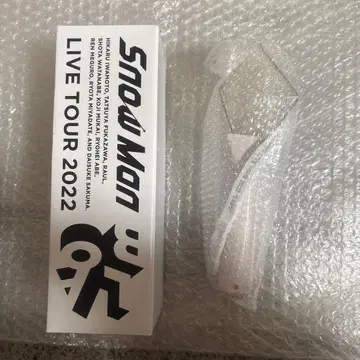 Snow Man
HIKARU IWAMOTO, TATSUYA FUKAZAWA, RAUL,
SHOTA WATANABE, KOJI MUKAI, RYOHEI ABE,
REN MEGURO, RYOTA MIYADATE, AND DAISUKE SAKUMA.
LIVE TOUR 2022